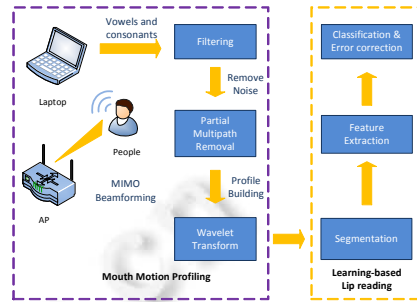 Vowels and
consonants
Filtering
Laptop
Remove
Noise
People
Partial
Multipath
Removal
AP
MIMO
Beamforming
Profile
Building
Wavelet
Transform
Mouth Motion Profiling
Classification &
Error correction
Feature
Extraction
Segmentation
Learning-based
Lip reading